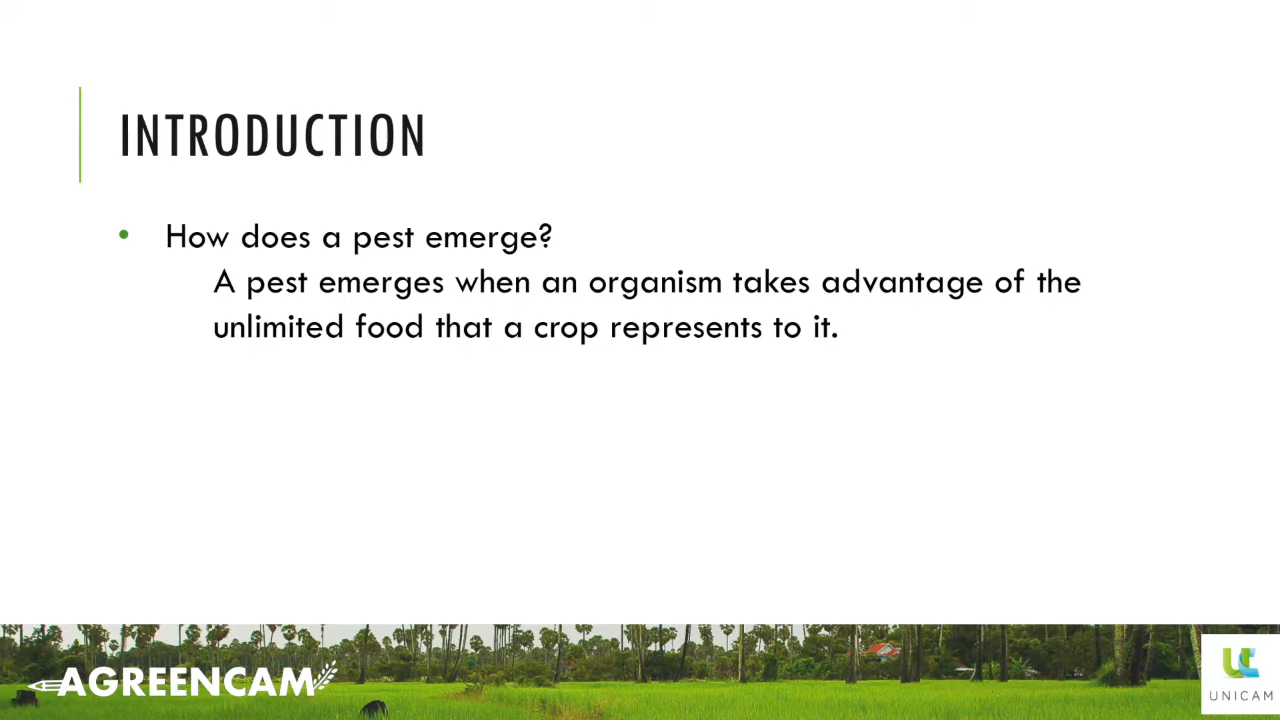 INTRODUCTION
• How does a pest emerge?
A pest emerges when an organism takes advantage of the
unlimited food that a crop represents to it.
AGREENCAM
UC
UNICAM